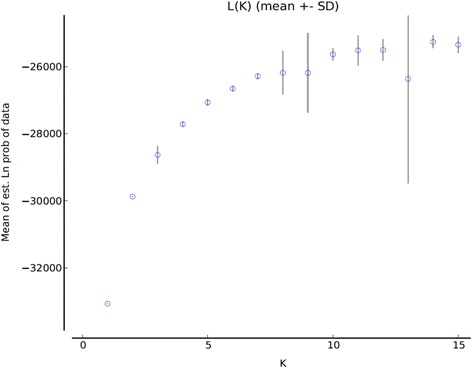 L(K) (mean +- SD)
Mean of est. Ln prob of data
−26000
−28000
−30000
−32000
0 5 10 15
K